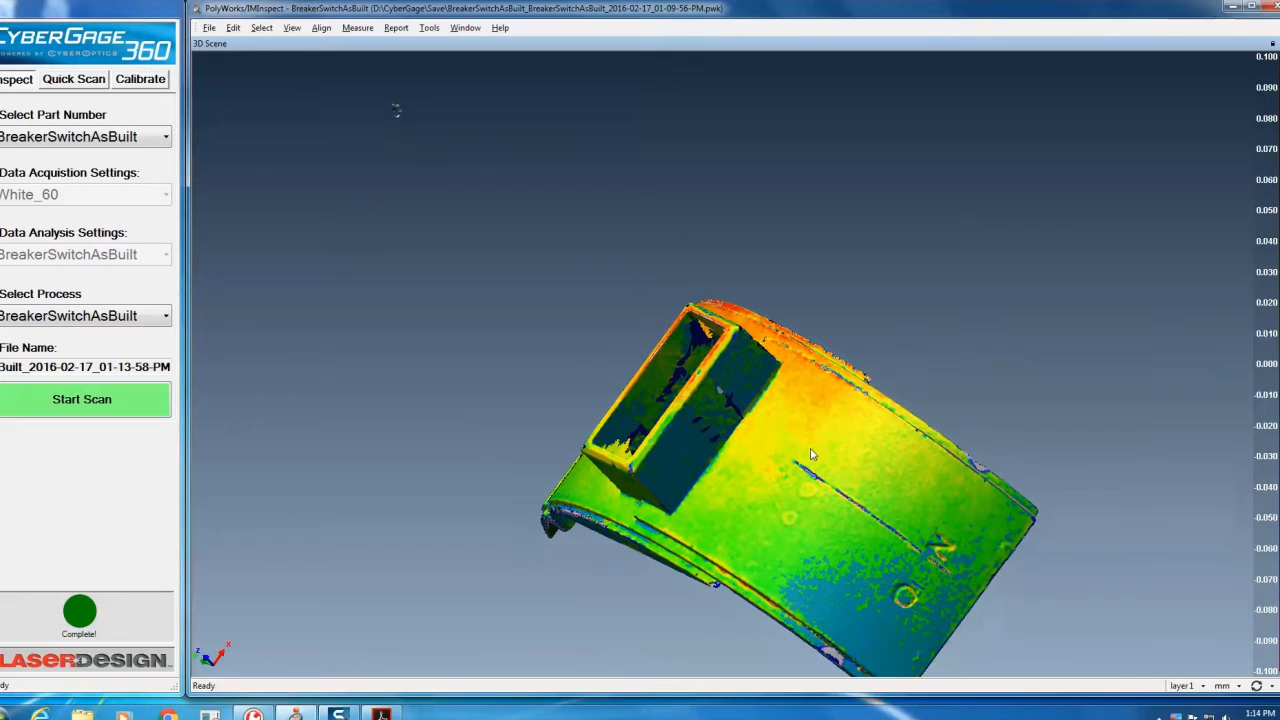 PolyWorks/IMInspect - BreakerSwitchAsBuilt (D:\CyberGage\Save\BreakerSwitchAsBuilt_BreakerSwitchAsBuilt_2016-02-17_01-09-56-PM.pwk)
CYBERGAGE
POWERED BY CYBEROPTICS 360
File Edit Select View Align Measure Report Tools Window Help
3D Scene
nspect Quick Scan Calibrate
Select Part Number
BreakerSwitchAsBuilt
Data Acquistion Settings:
White_60
Data Analysis Settings:
BreakerSwitchAsBuilt
Select Process
BreakerSwitchAsBuilt
File Name:
Built_2016-02-17_01-13-58-PM
Start Scan
Complete!
LASERDESIGN
dy
0.100
0.090
0.080
0.070
0.060
0.050
0.040
0.030
0.020
0.010
0.000
-0.010
-0.020
-0.030
-0.040
-0.050
-0.060
-0.070
-0.080
-0.090
-0.100
O N
z x
Ready
layer1 mm
1:14 PM